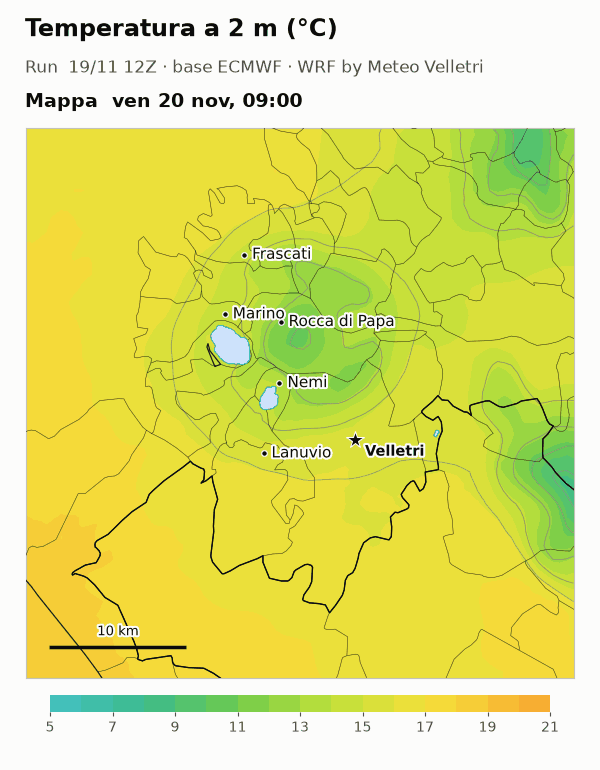 Temperatura a 2 m (°C)
Run  19/11 12Z · base ECMWF · WRF by Meteo Velletri
Mappa  ven 20 nov, 09:00
Frascati
Marino
Rocca di Papa
Nemi
Velletri
Lanuvio
10 km
5 7 9 11 13 15 17 19 21